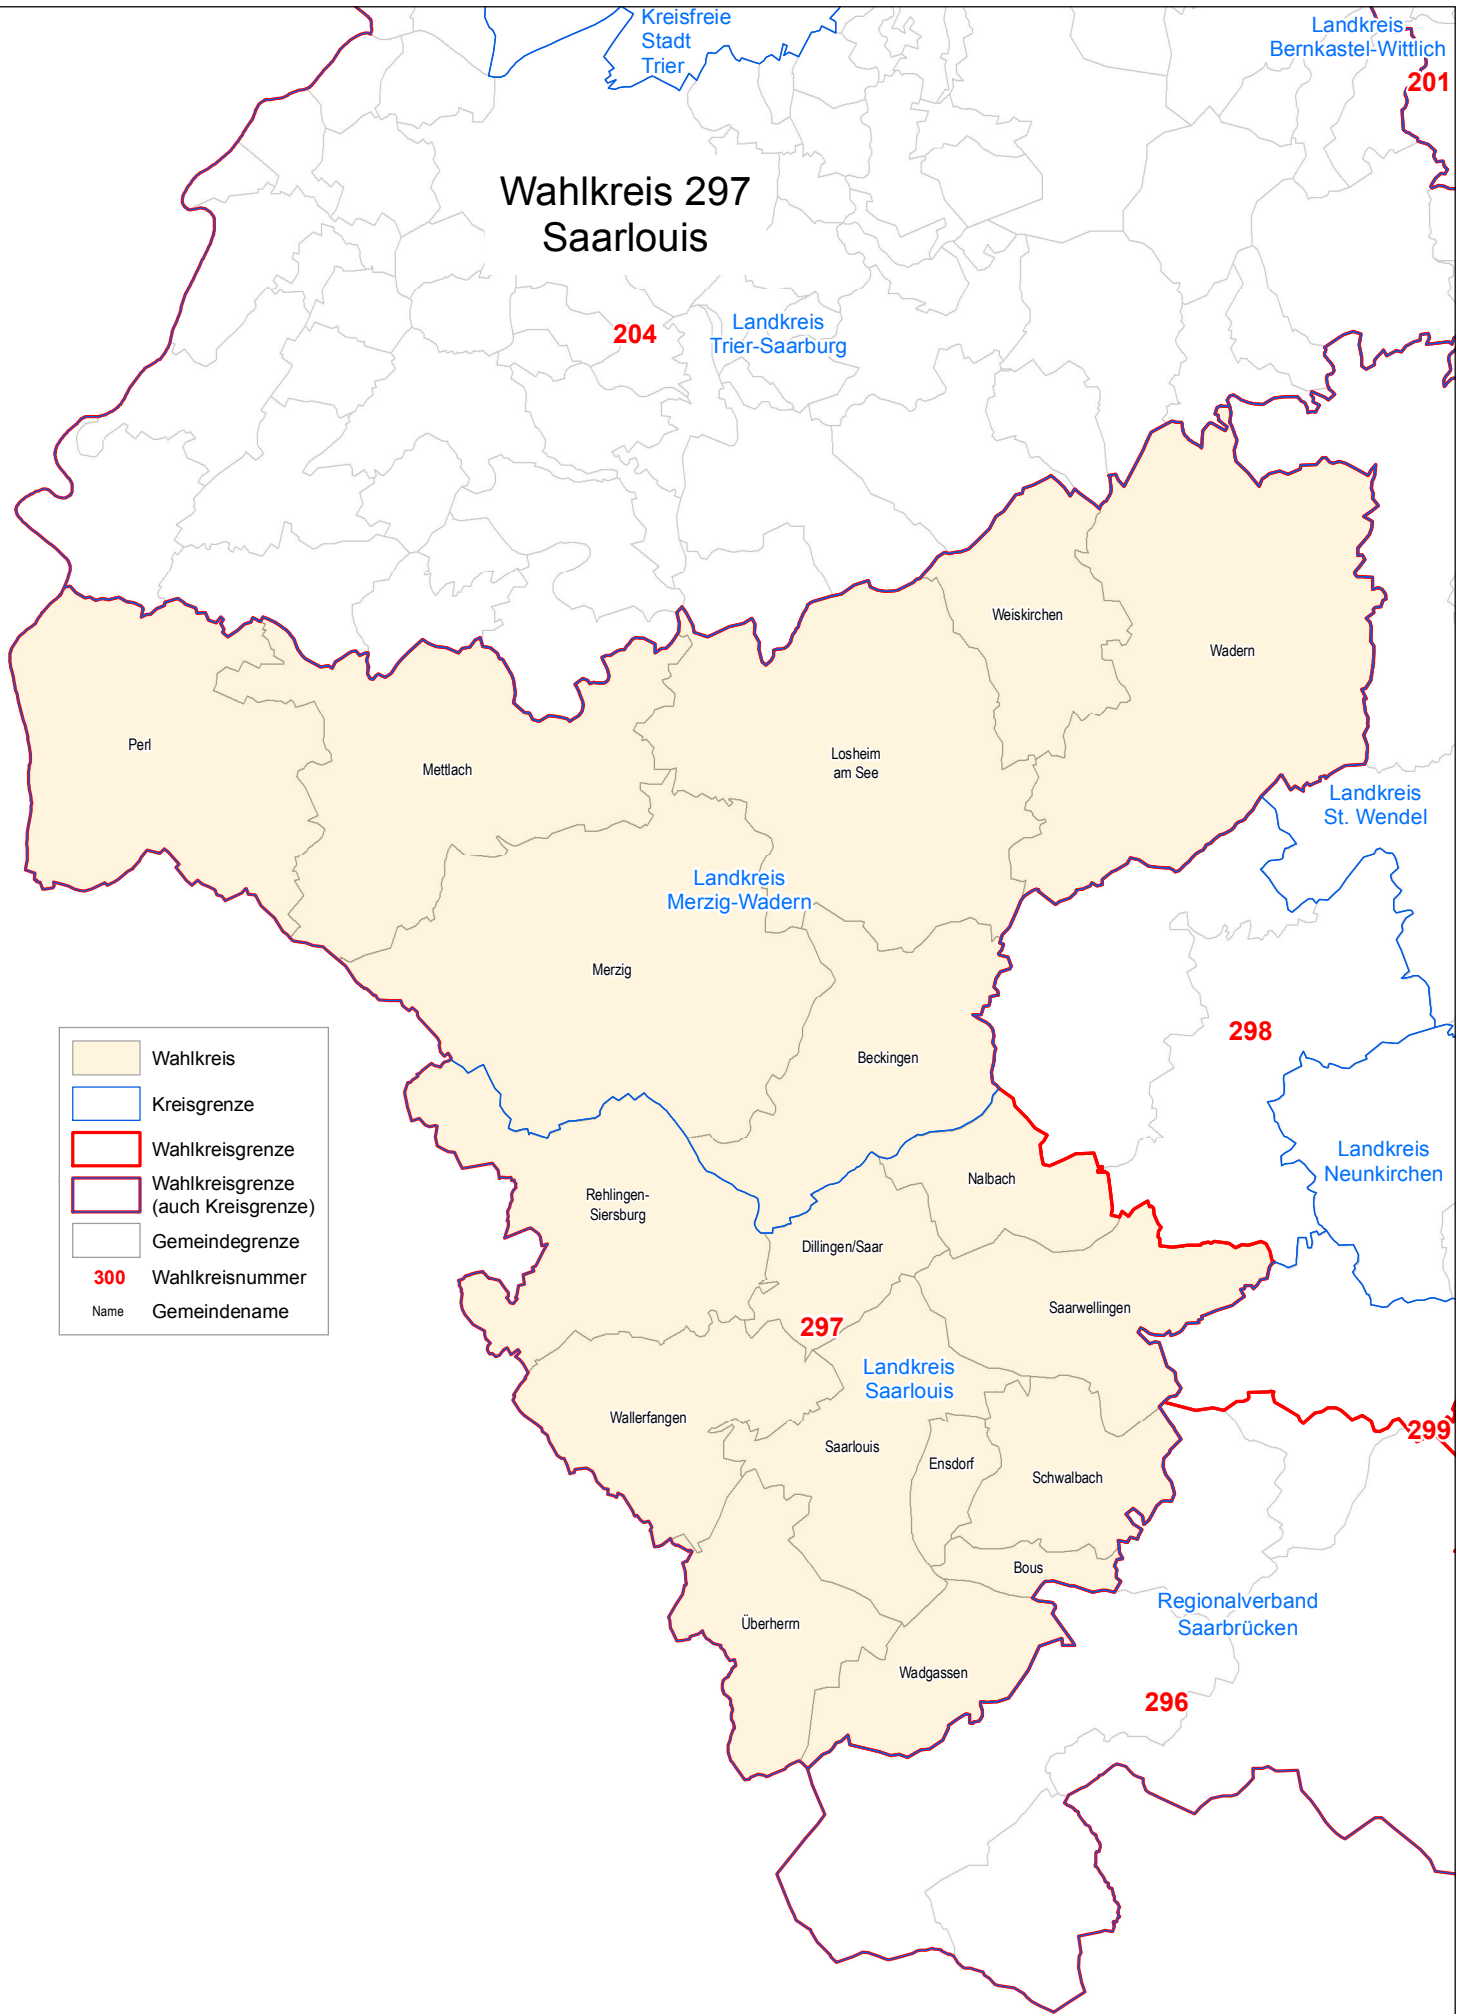 Kreisfreie
Stadt
Trier
Landkreis
Bernkastel-Wittlich
201
Wahlkreis 297
Saarlouis
204
Landkreis
Trier-Saarburg
Weiskirchen
Wadern
Perl
Mettlach
Losheim
am See
Landkreis
St. Wendel
Landkreis
Merzig-Wadern
Merzig
Beckingen
298
Wahlkreis
Kreisgrenze
Wahlkreisgrenze
Wahlkreisgrenze
(auch Kreisgrenze)
Gemeindegrenze
300 Wahlkreisnummer
Name Gemeindename
Landkreis
Neunkirchen
Nalbach
Rehlingen-
Siersburg
Dillingen/Saar
Saarwellingen
297
Landkreis
Saarlouis
Wallerfangen
Saarlouis
Ensdorf
Schwalbach
299
Bous
Regionalverband
Saarbrücken
Überherrn
Wadgassen
296